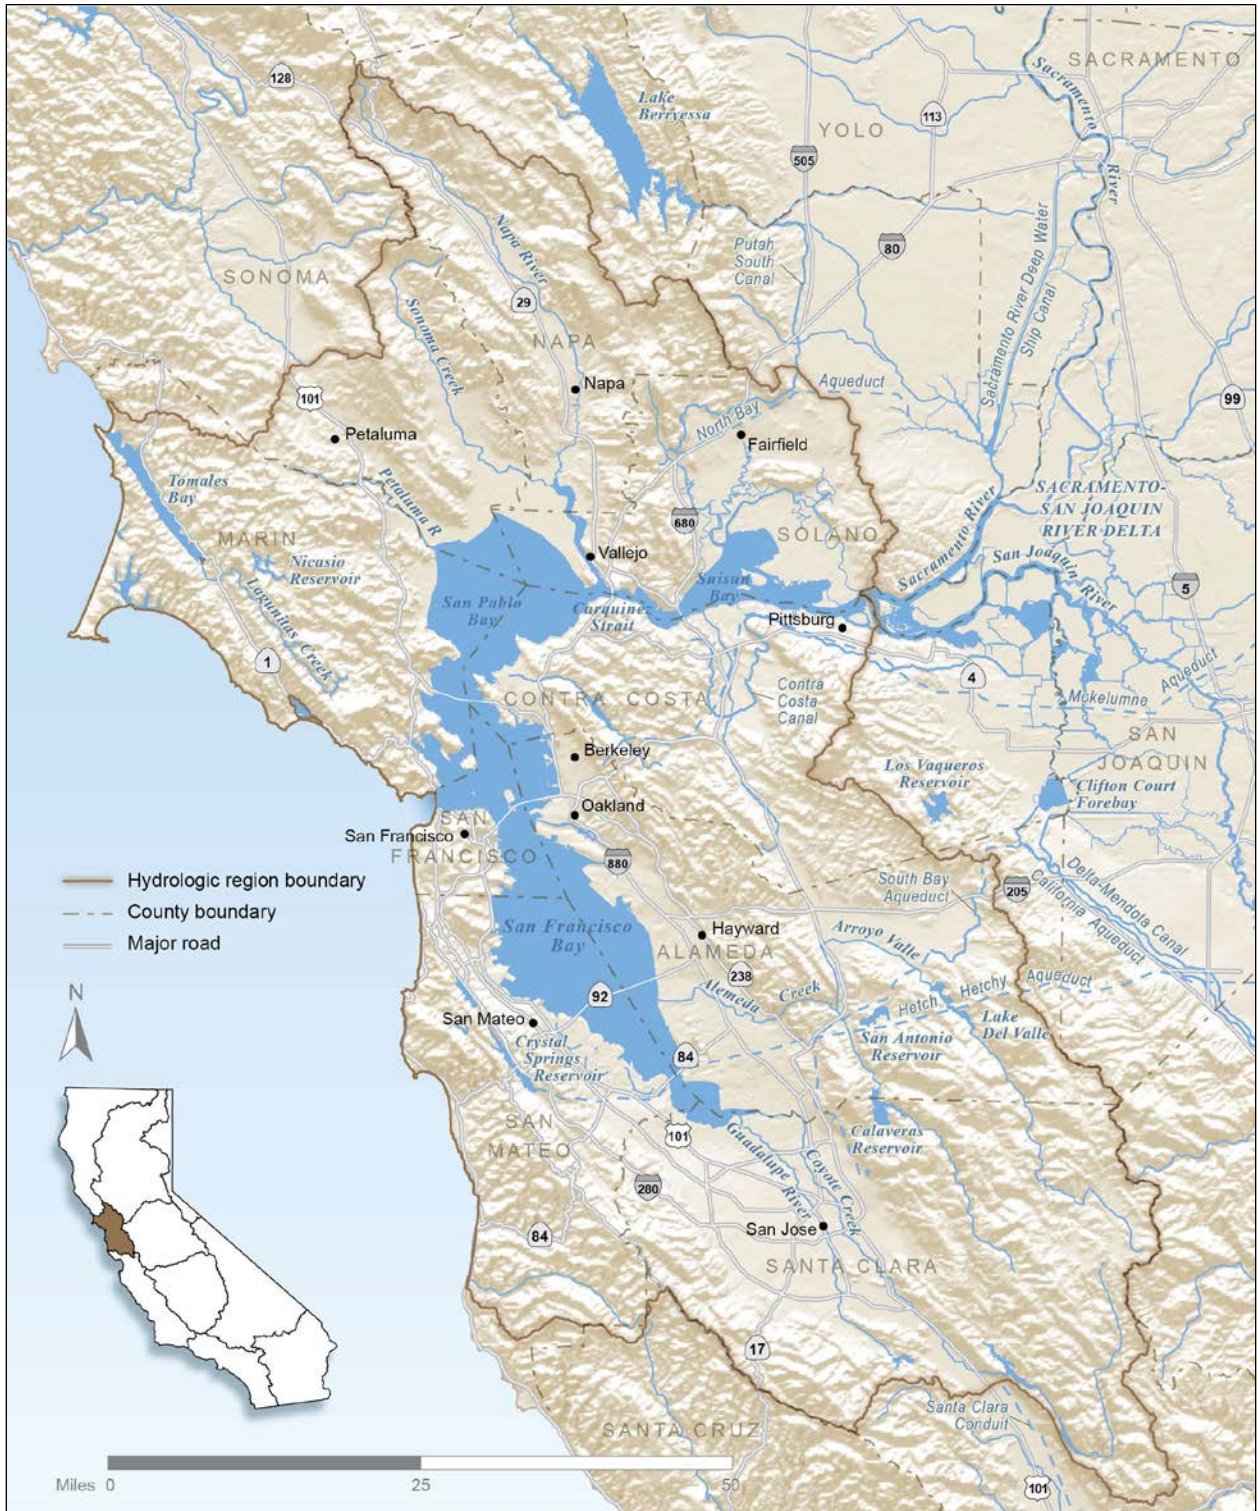 SACRAMENTO
128
Sacramento
River
Lake
Berryessa
113
YOLO
505
Napa River
80
Putah
South
Canal
Sacramento River Deep Water
Ship Canal
SONOMA
29
Sonoma Creek
NAPA
Napa
Aqueduct
North Bay
99
101
Petaluma
Fairfield
Petaluma R
Tomales
Bay
SACRAMENTO-
SAN JOAQUIN
RIVER DELTA
680
SOLANO
Sacramento River
San Joaquin
River
MARIN
Vallejo
Nicasio
Reservoir
Suisun
Bay
5
Lagunitas
Creek
San Pablo
Bay
Carquinez
Strait
Pittsburg
1
4
Aqueduct
Mokelumne
CONTRA COSTA
Contra
Costa
Canal
SAN
JOAQUIN
Berkeley
Los Vaqueros
Reservoir
Clifton Court
Forebay
Oakland
SAN
FRANCISCO
San Francisco
880
Hydrologic region boundary
County boundary
Major road
South Bay
Aqueduct
205
Delta-Mendota Canal
California Aqueduct
San Francisco
Bay
Hayward
ALAMEDA
Arroyo Valle
238
92
Alemeda
Creek
Hetch Hetchy Aqueduct
N
San Mateo
Lake
Del Valle
San Antonio
Reservoir
Crystal
Springs
Reservoir
84
SAN
MATEO
101
Guadalupe
River
Coyote Creek
Calaveras
Reservoir
280
84
San Jose
SANTA CLARA
17
Santa Clara
Conduit
SANTA CRUZ
Miles 0 25 50
101